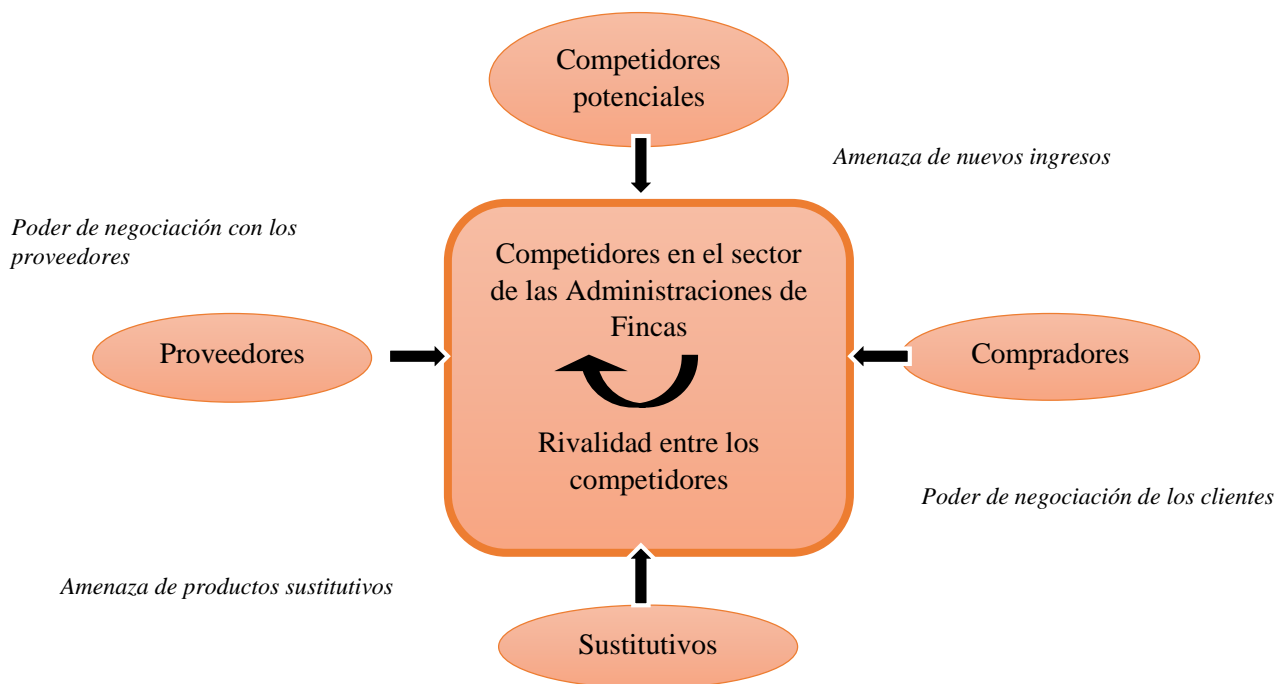 Competidores
potenciales
Amenaza de nuevos ingresos
Poder de negociación con los
proveedores
Competidores en el sector
de las Administraciones de
Fincas
Proveedores
Compradores
Rivalidad entre los
competidores
Poder de negociación de los clientes
Amenaza de productos sustitutivos
Sustitutivos